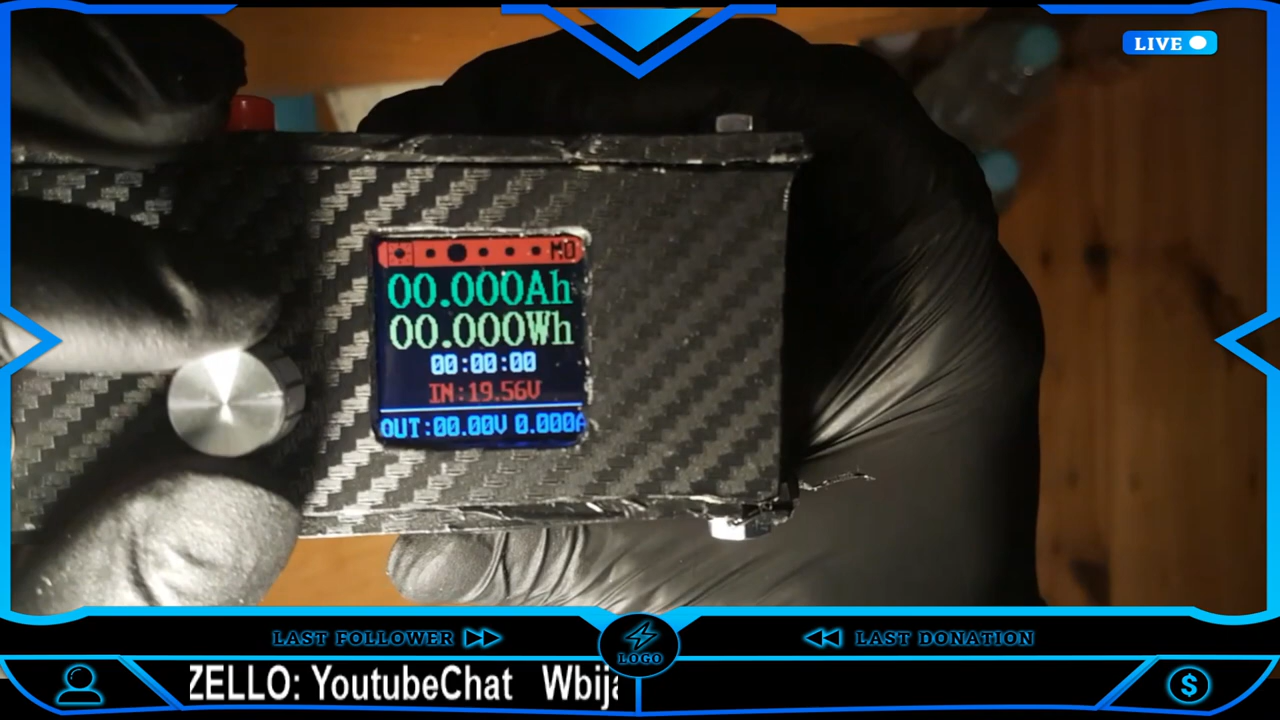 LIVE
M0
00.000Ah
00.000Wh
00:00:00
IN:19.56V
OUT:00.00V 0.000A
LAST FOLLOWER
LOGO
LAST DONATION
ZELLO: YoutubeChat